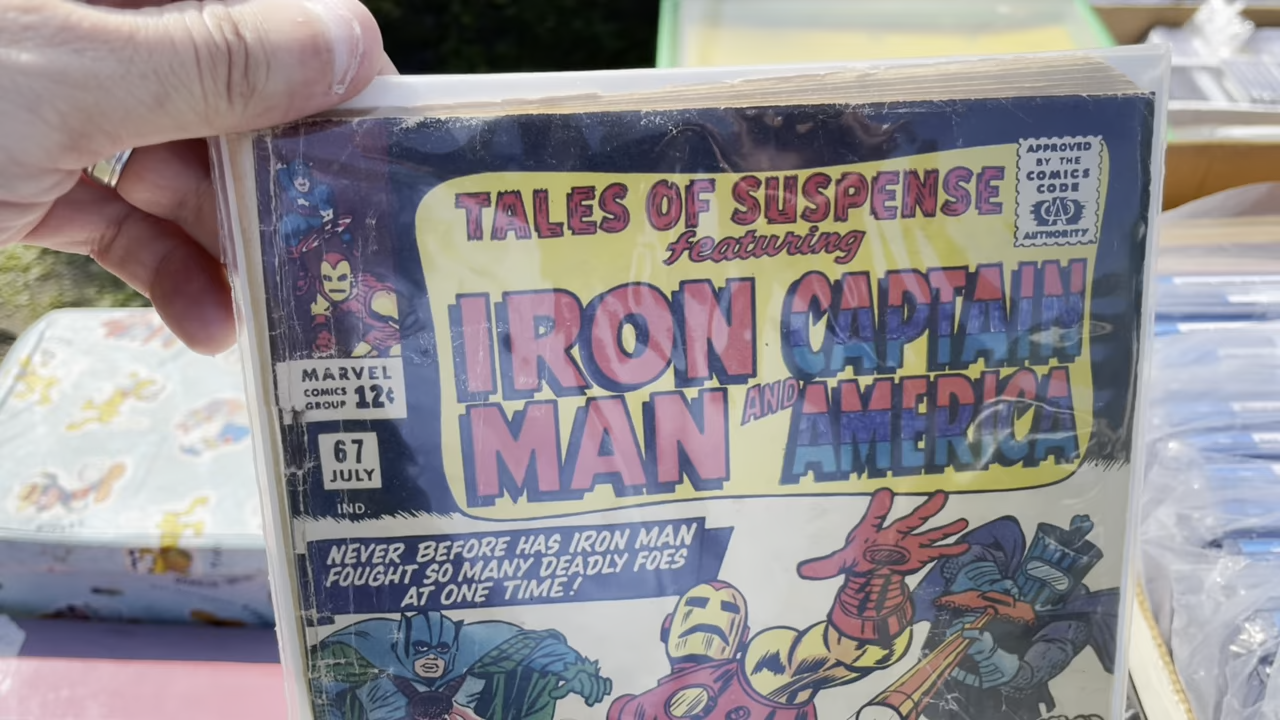 TALES OF SUSPENSE
featuring
IRON MAN
AND
CAPTAIN AMERICA
APPROVED
BY THE
COMICS
CODE
CA
AUTHORITY
MARVEL
COMICS
GROUP 12¢
67
JULY
IND.
NEVER BEFORE HAS IRON MAN
FOUGHT SO MANY DEADLY FOES
AT ONE TIME!